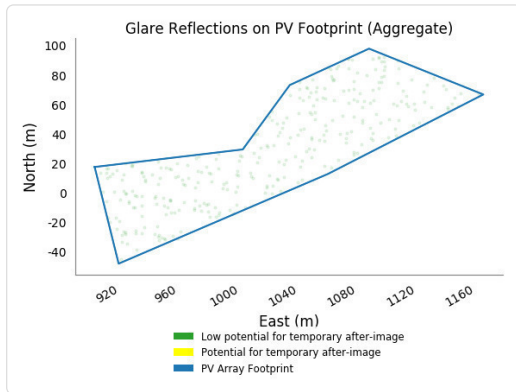 Glare Reflections on PV Footprint (Aggregate)
100
80
60
40
20
0
-20
-40
North (m)
920
960
1000
1040
1080
1120
1160
East (m)
Low potential for temporary after-image
Potential for temporary after-image
PV Array Footprint